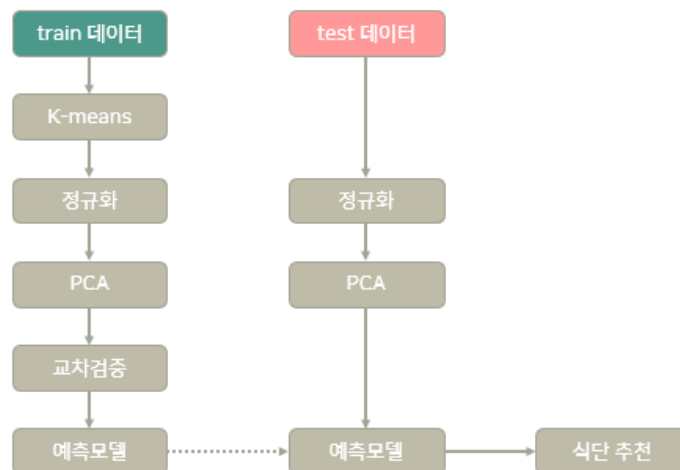 train 데이터
test 데이터
K-means
정규화
정규화
PCA
PCA
교차검증
예측모델
예측모델
식단 추천